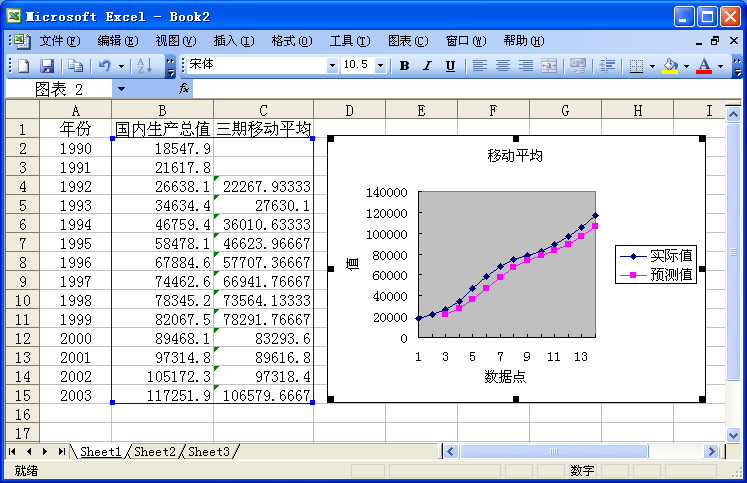 Microsoft Excel - Book2
文件(F) 编辑(E) 视图(V) 插入(I) 格式(O) 工具(T) 图表(C) 窗口(W) 帮助(H)
宋体 10.5 B I U A
图表 2 fx
A B C D E F G H I
1 年份 国内生产总值 三期移动平均
2 1990 18547.9
3 1991 21617.8
4 1992 26638.1 22267.93333
5 1993 34634.4 27630.1
6 1994 46759.4 36010.63333
7 1995 58478.1 46623.96667
8 1996 67884.6 57707.36667
9 1997 74462.6 66941.76667
10 1998 78345.2 73564.13333
11 1999 82067.5 78291.76667
12 2000 89468.1 83293.6
13 2001 97314.8 89616.8
14 2002 105172.3 97318.4
15 2003 117251.9 106579.6667
16
17
移动平均
值
140000
120000
100000
80000
60000
40000
20000
0
1 3 5 7 9 11 13
数据点
实际值
预测值
Sheet1 Sheet2 Sheet3
就绪 数字